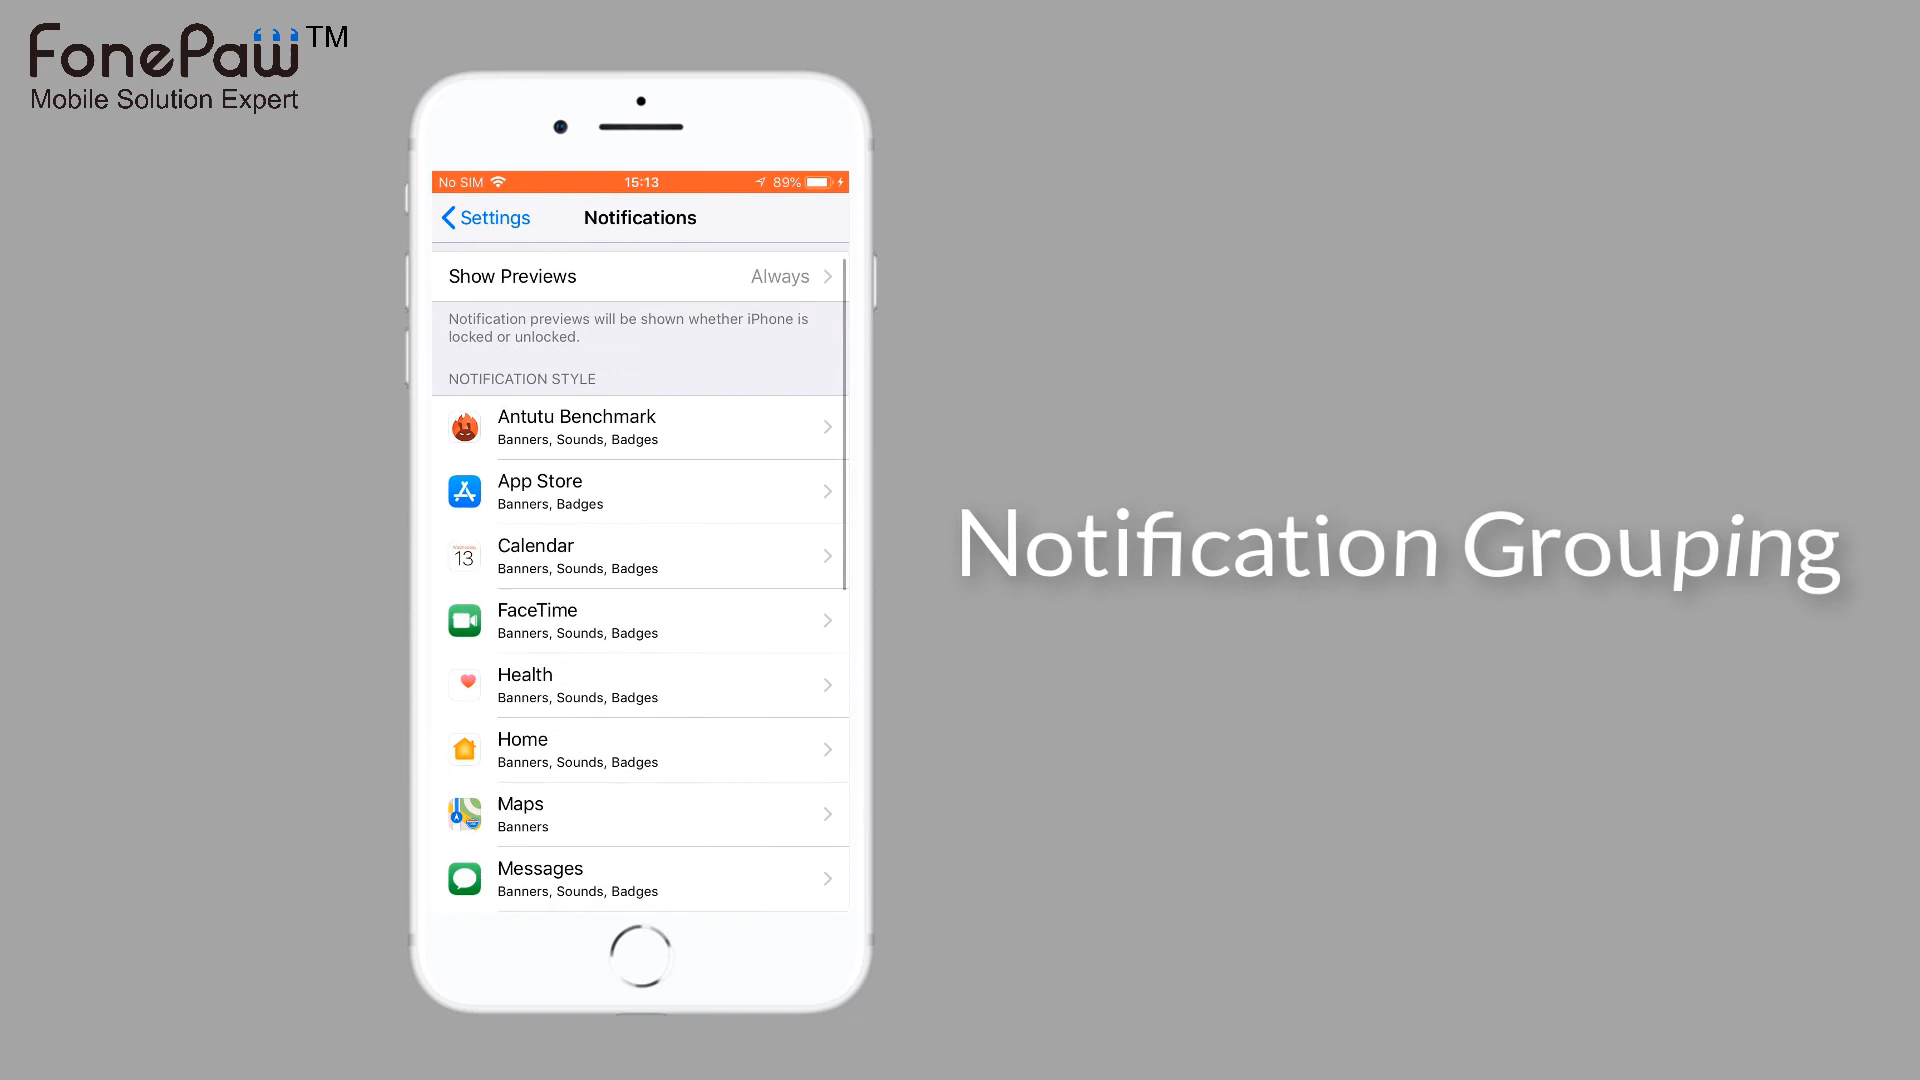 FonePaw™
Mobile Solution Expert
No SIM 15:13 89%
Settings Notifications
Show Previews Always
Notification previews will be shown whether iPhone is
locked or unlocked.
NOTIFICATION STYLE
Antutu Benchmark
Banners, Sounds, Badges
App Store
Banners, Badges
13
Calendar
Banners, Sounds, Badges
FaceTime
Banners, Sounds, Badges
Health
Banners, Sounds, Badges
Home
Banners, Sounds, Badges
Maps
Banners
Messages
Banners, Sounds, Badges
Notification Grouping